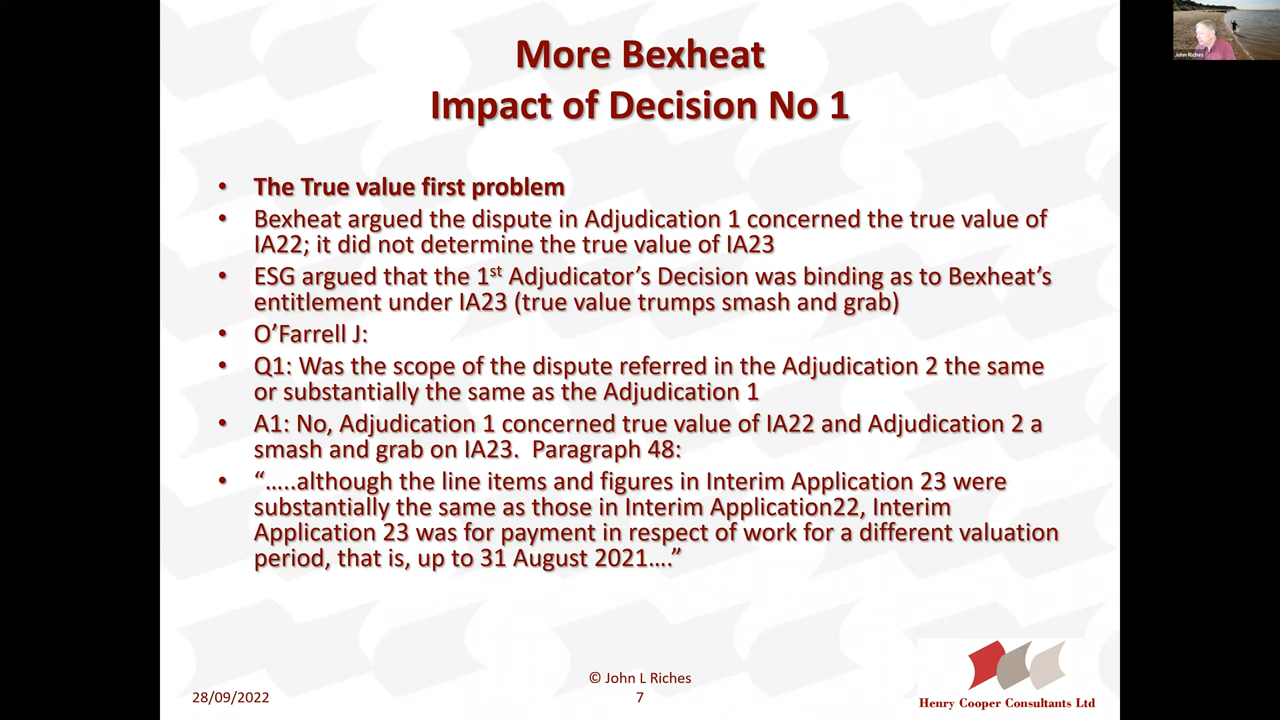 More Bexheat
Impact of Decision No 1
• The True value first problem
• Bexheat argued the dispute in Adjudication 1 concerned the true value of
IA22; it did not determine the true value of IA23
• ESG argued that the 1st Adjudicator’s Decision was binding as to Bexheat’s
entitlement under IA23 (true value trumps smash and grab)
• O’Farrell J:
• Q1: Was the scope of the dispute referred in the Adjudication 2 the same
or substantially the same as the Adjudication 1
• A1: No, Adjudication 1 concerned true value of IA22 and Adjudication 2 a
smash and grab on IA23. Paragraph 48:
• “…..although the line items and figures in Interim Application 23 were
substantially the same as those in Interim Application22, Interim
Application 23 was for payment in respect of work for a different valuation
period, that is, up to 31 August 2021….”
© John L Riches
28/09/2022
7
Henry Cooper Consultants Ltd
John Riches